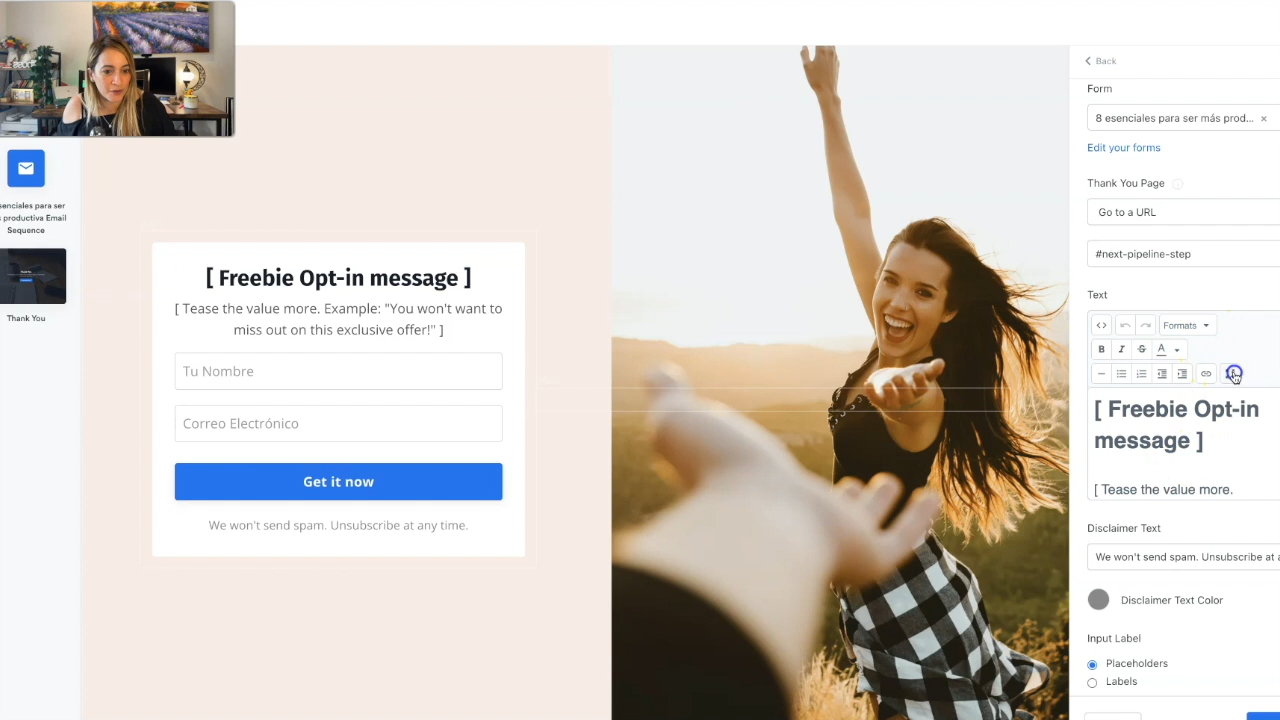 senciales para ser
productiva Email
Sequence
Thank You
[ Freebie Opt-in message ]
[ Tease the value more. Example: "You won't want to
miss out on this exclusive offer!" ]
Tu Nombre
Correo Electrónico
Get it now
We won't send spam. Unsubscribe at any time.
Back
Form
8 esenciales para ser más prod... ×
Edit your forms
Thank You Page
Go to a URL
#next-pipeline-step
Text
Formats
B I S A
[ Freebie Opt-in
message ]
[ Tease the value more.
Disclaimer Text
We won't send spam. Unsubscribe at a
Disclaimer Text Color
Input Label
Placeholders
Labels